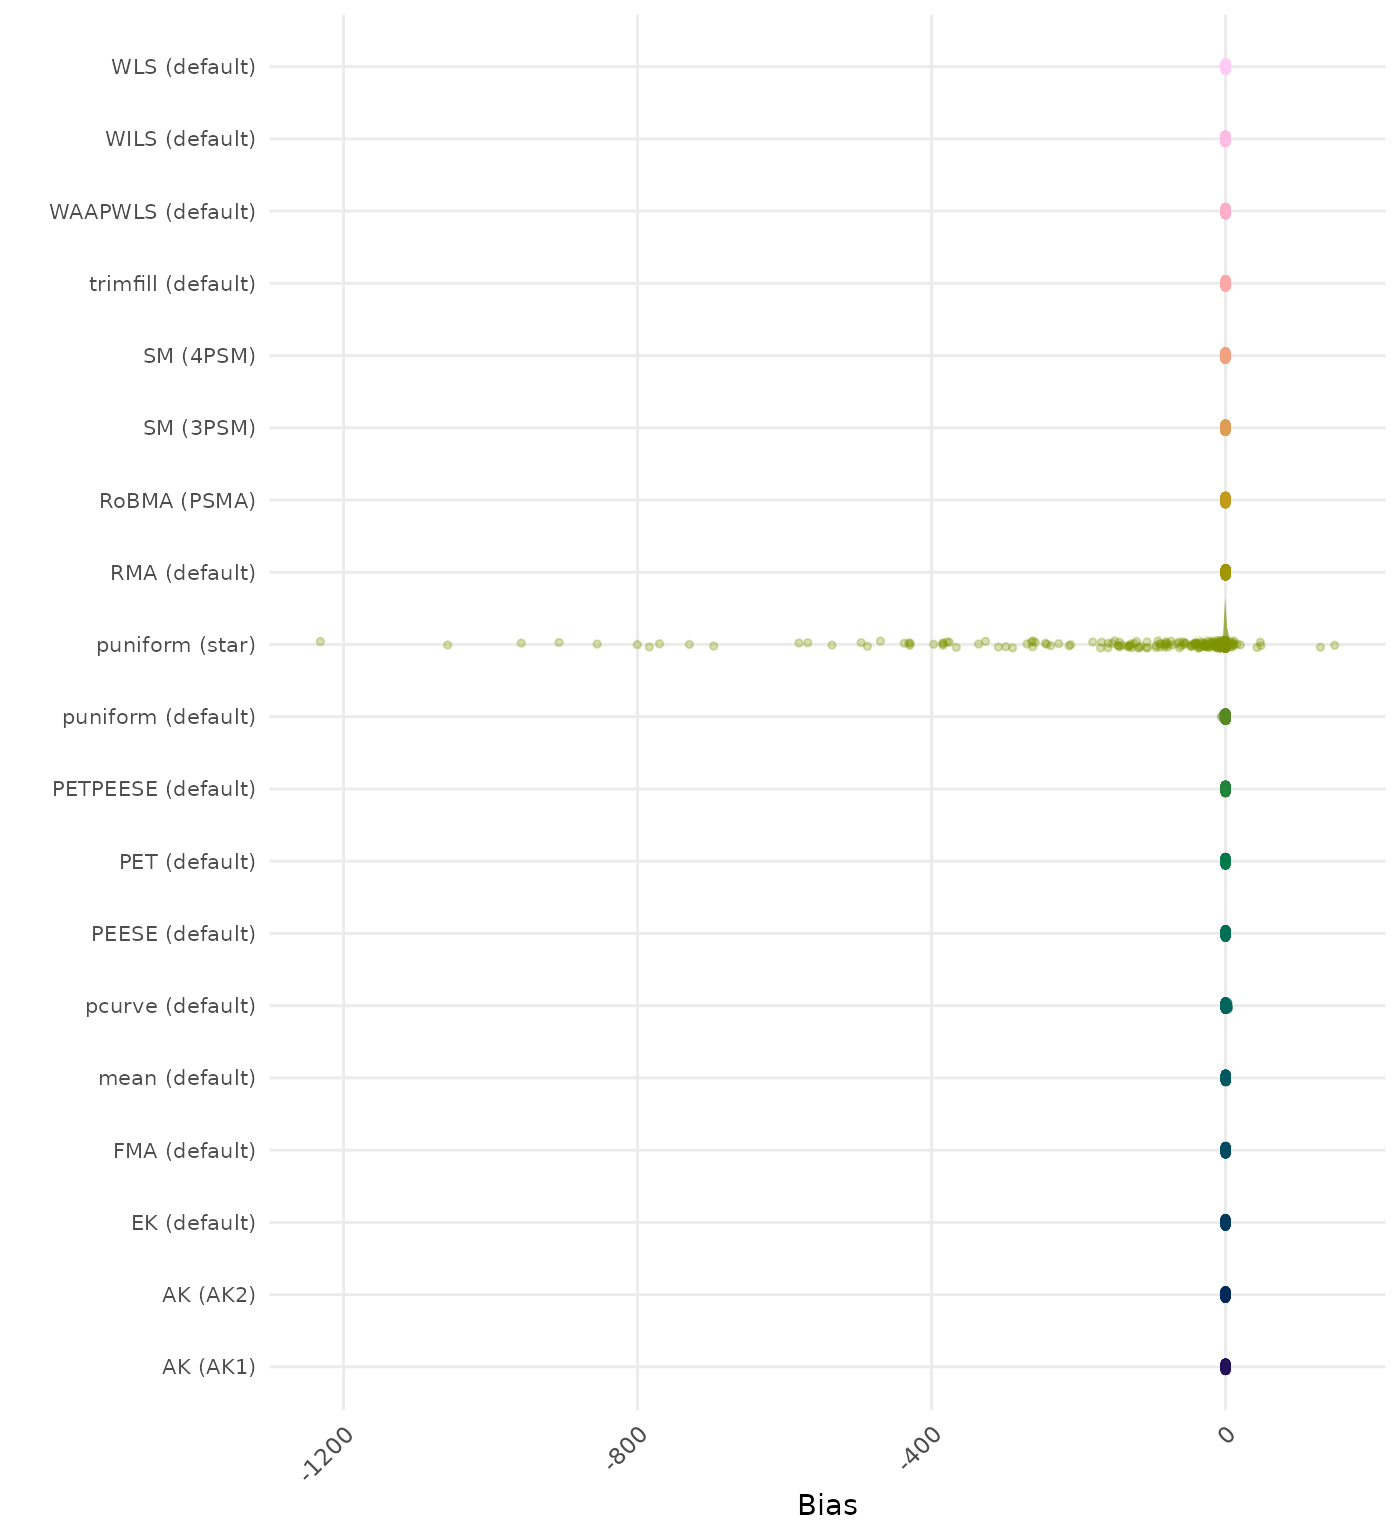 WLS (default)
WILS (default)
WAAPWLS (default)
trimfill (default)
SM (4PSM)
SM (3PSM)
RoBMA (PSMA)
RMA (default)
puniform (star)
puniform (default)
PETPEESE (default)
PET (default)
PEESE (default)
pcurve (default)
mean (default)
FMA (default)
EK (default)
AK (AK2)
AK (AK1)
-1200 -800 -400 0
Bias